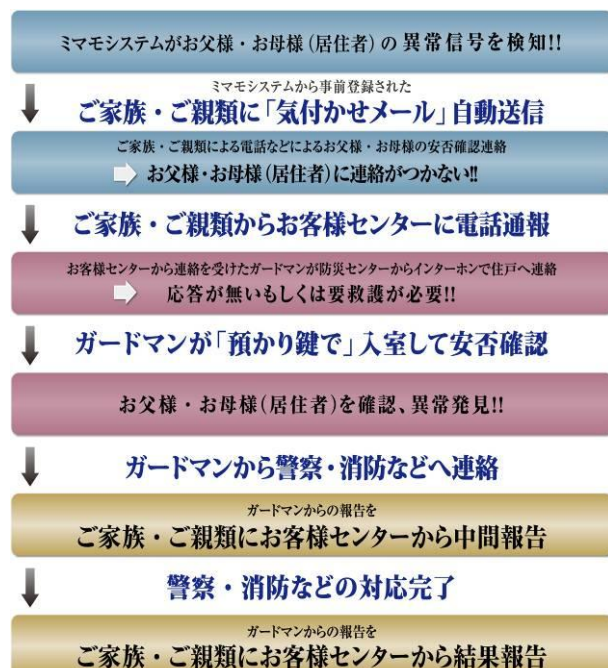 ミマモシステムがお父様・お母様（居住者）の異常信号を検知!!
ミマモシステムから事前登録された
ご家族・ご親類に「気付かせメール」自動送信
ご家族・ご親類による電話などによるお父様・お母様の安否確認連絡
お父様・お母様（居住者）に連絡がつかない!!
ご家族・ご親類からお客様センターに電話通報
お客様センターから連絡を受けたガードマンが防災センターからインターホンで住戸へ連絡
応答が無いもしくは要救護が必要!!
ガードマンが「預かり鍵で」入室して安否確認
お父様・お母様（居住者）を確認、異常発見!!
ガードマンから警察・消防などへ連絡
ガードマンからの報告を
ご家族・ご親類にお客様センターから中間報告
警察・消防などの対応完了
ガードマンからの報告を
ご家族・ご親類にお客様センターから結果報告